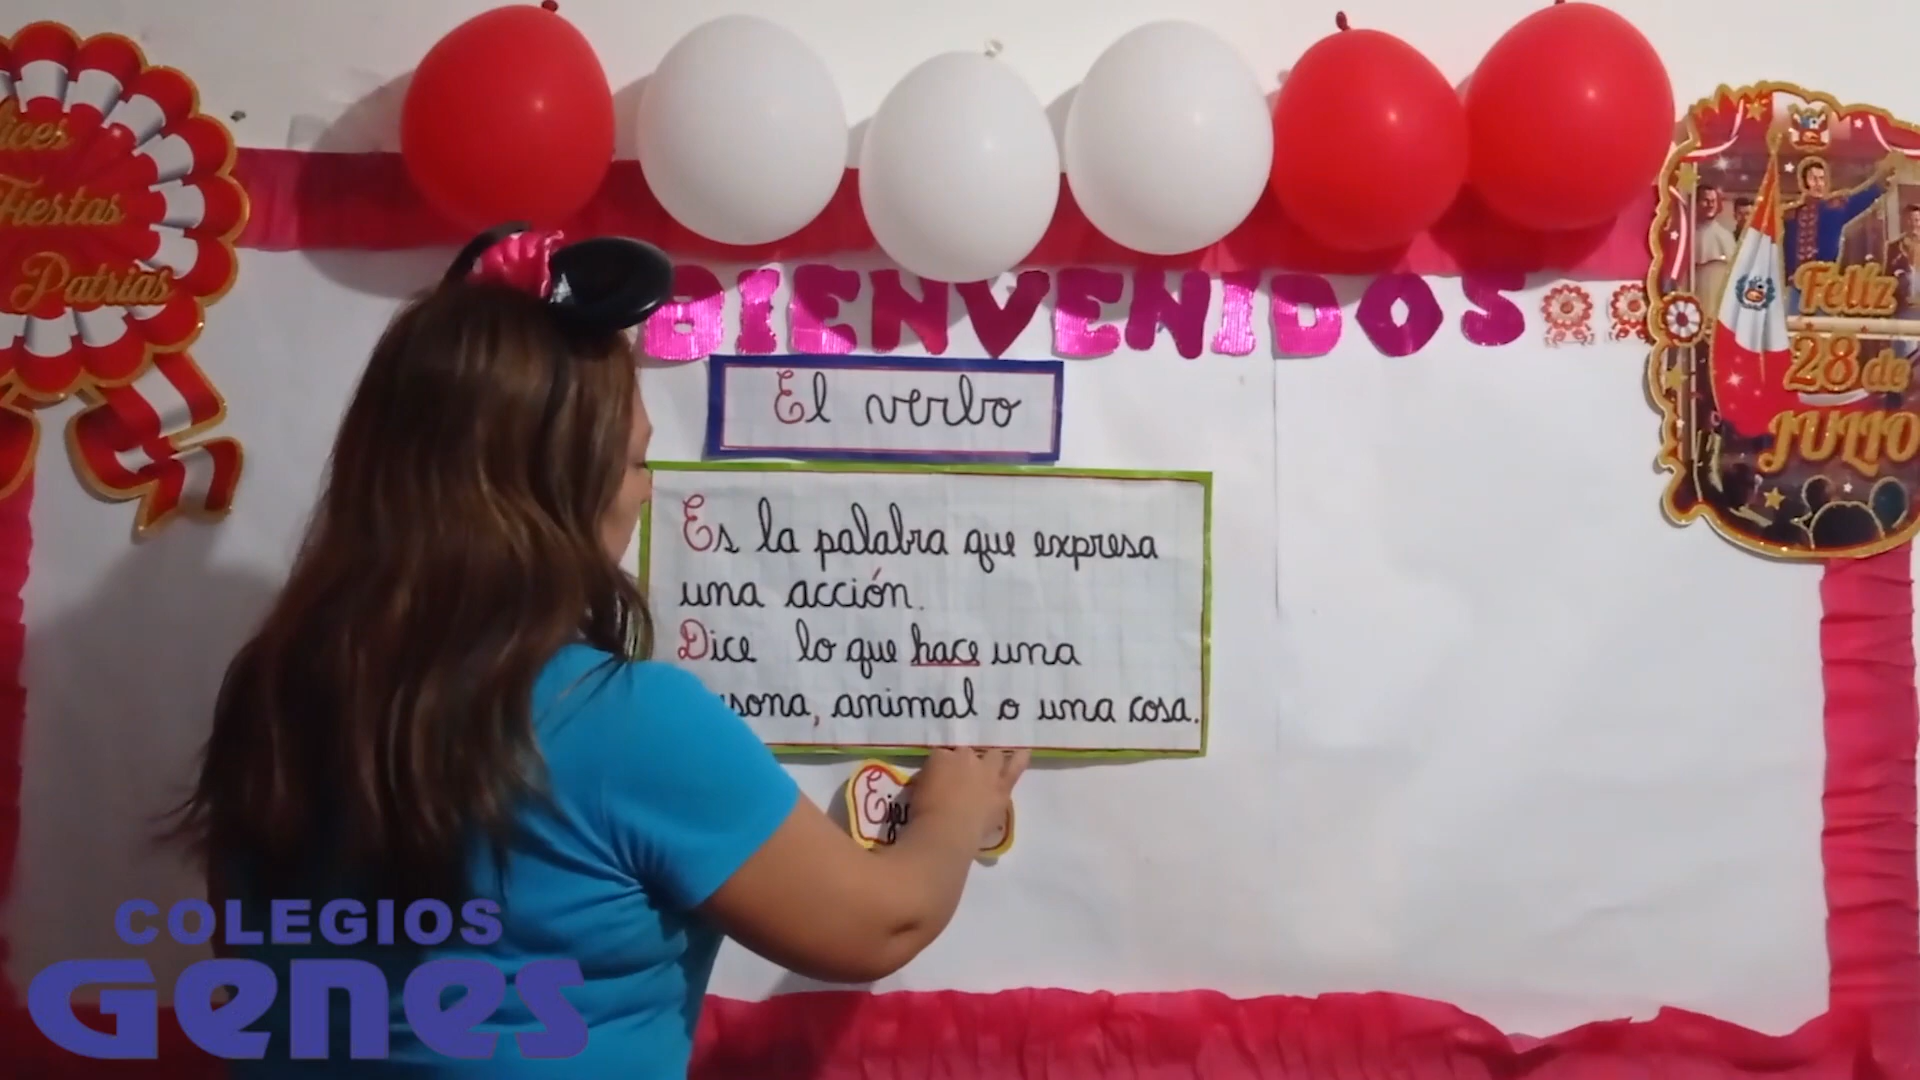 Fiestas
Patrias
BIENVENIDOS
Feliz
28 de
JULIO
El verbo
Es la palabra que expresa
una acción.
Dice lo que hace una
animal o una cosa.
COLEGIOS
Genes